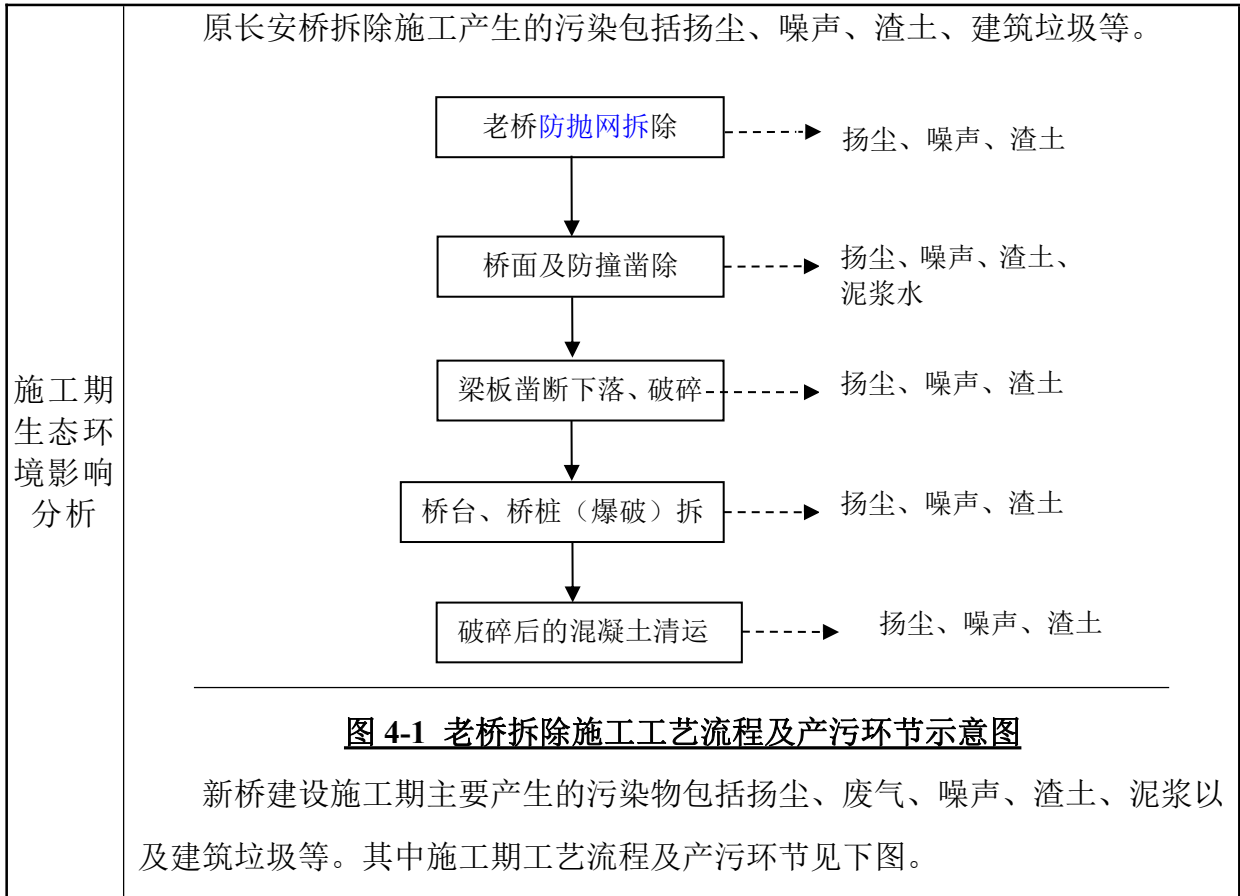 原长安桥拆除施工产生的污染包括扬尘、噪声、渣土、建筑垃圾等。
老桥防抛网拆除
扬尘、噪声、渣土
桥面及防撞凿除
扬尘、噪声、渣土、
泥浆水
梁板凿断下落、破碎
扬尘、噪声、渣土
桥台、桥桩（爆破）拆
扬尘、噪声、渣土
破碎后的混凝土清运
扬尘、噪声、渣土
施工期
生态环
境影响
分析
图 4-1 老桥拆除施工工艺流程及产污环节示意图
新桥建设施工期主要产生的污染物包括扬尘、废气、噪声、渣土、泥浆以
及建筑垃圾等。其中施工期工艺流程及产污环节见下图。